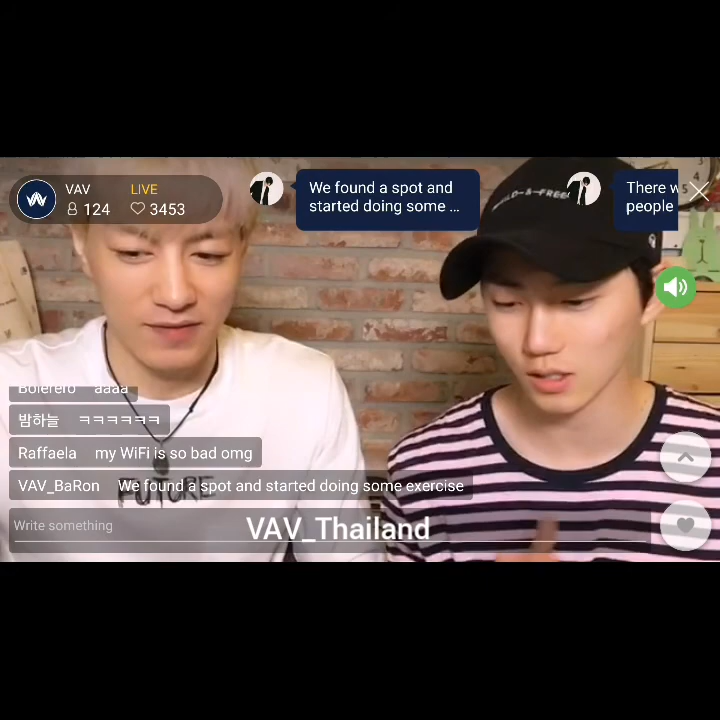 VAV
LIVE
124
3453
We found a spot and
started doing some ...
There w
people
Bolerero aaaa
밤하늘 ㅋㅋㅋㅋㅋㅋ
Raffaela my WiFi is so bad omg
VAV_BaRon We found a spot and started doing some exercise
FUTURE
Write something
VAV_Thailand